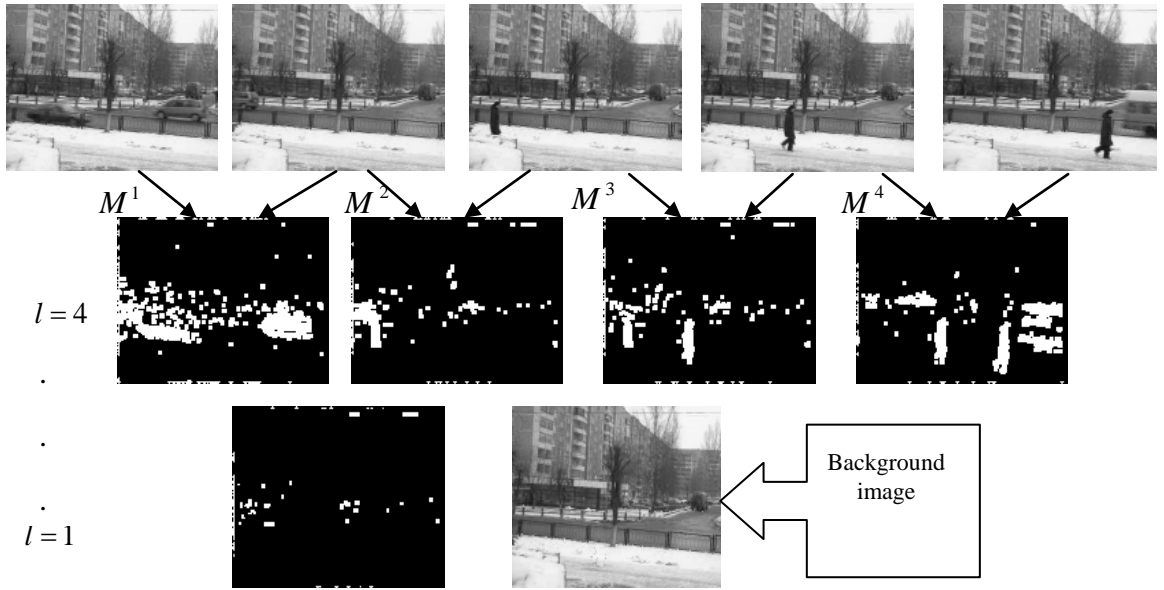 M¹ M² M³ M⁴
l = 4
.
.
.
l = 1
Background
image